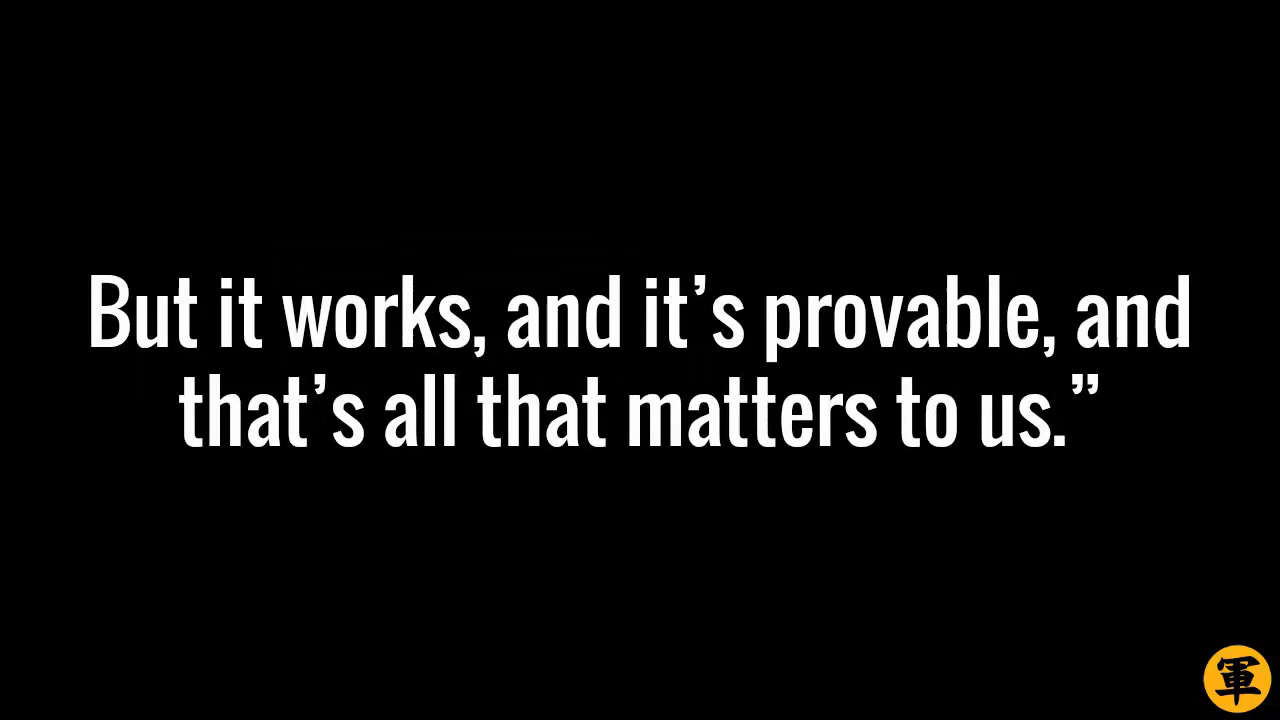 But it works, and it’s provable, and
that’s all that matters to us.”
軍